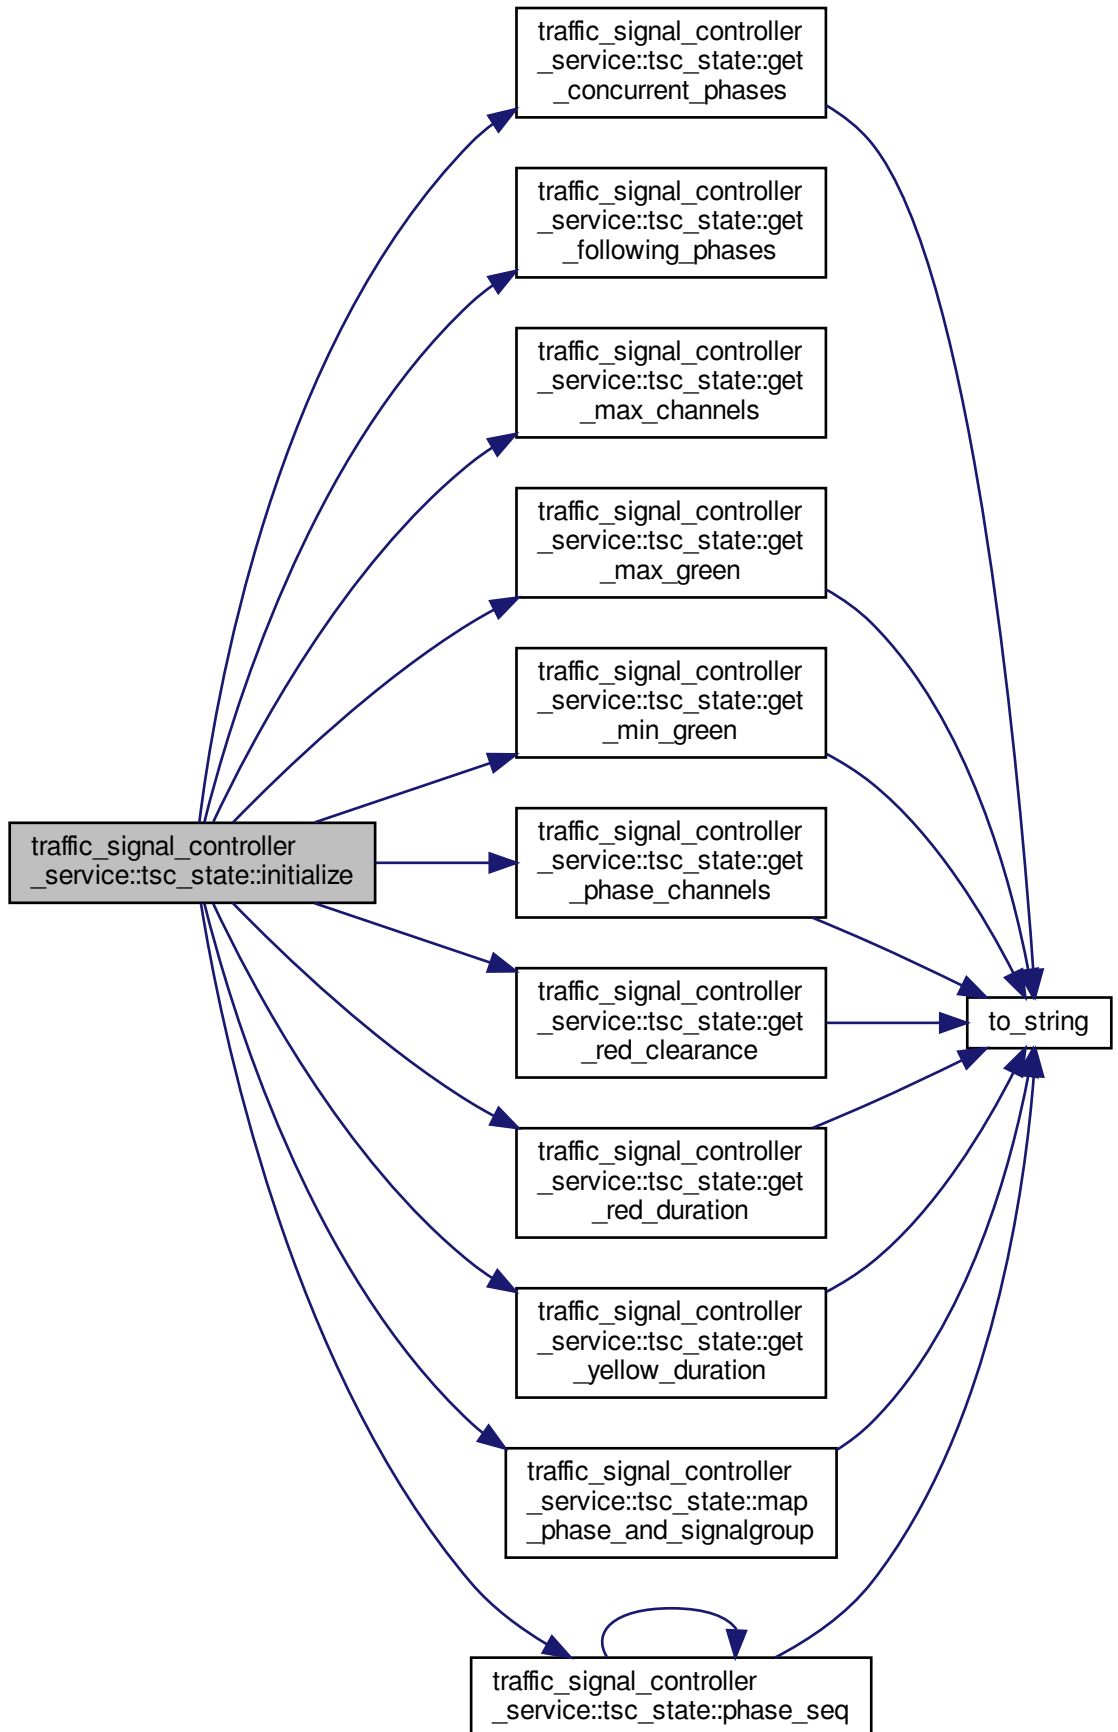 traffic_signal_controller
_service::tsc_state::get
_concurrent_phases
traffic_signal_controller
_service::tsc_state::get
_following_phases
traffic_signal_controller
_service::tsc_state::get
_max_channels
traffic_signal_controller
_service::tsc_state::get
_max_green
traffic_signal_controller
_service::tsc_state::get
_min_green
traffic_signal_controller
_service::tsc_state::initialize
traffic_signal_controller
_service::tsc_state::get
_phase_channels
traffic_signal_controller
_service::tsc_state::get
_red_clearance
to_string
traffic_signal_controller
_service::tsc_state::get
_red_duration
traffic_signal_controller
_service::tsc_state::get
_yellow_duration
traffic_signal_controller
_service::tsc_state::map
_phase_and_signalgroup
traffic_signal_controller
_service::tsc_state::phase_seq